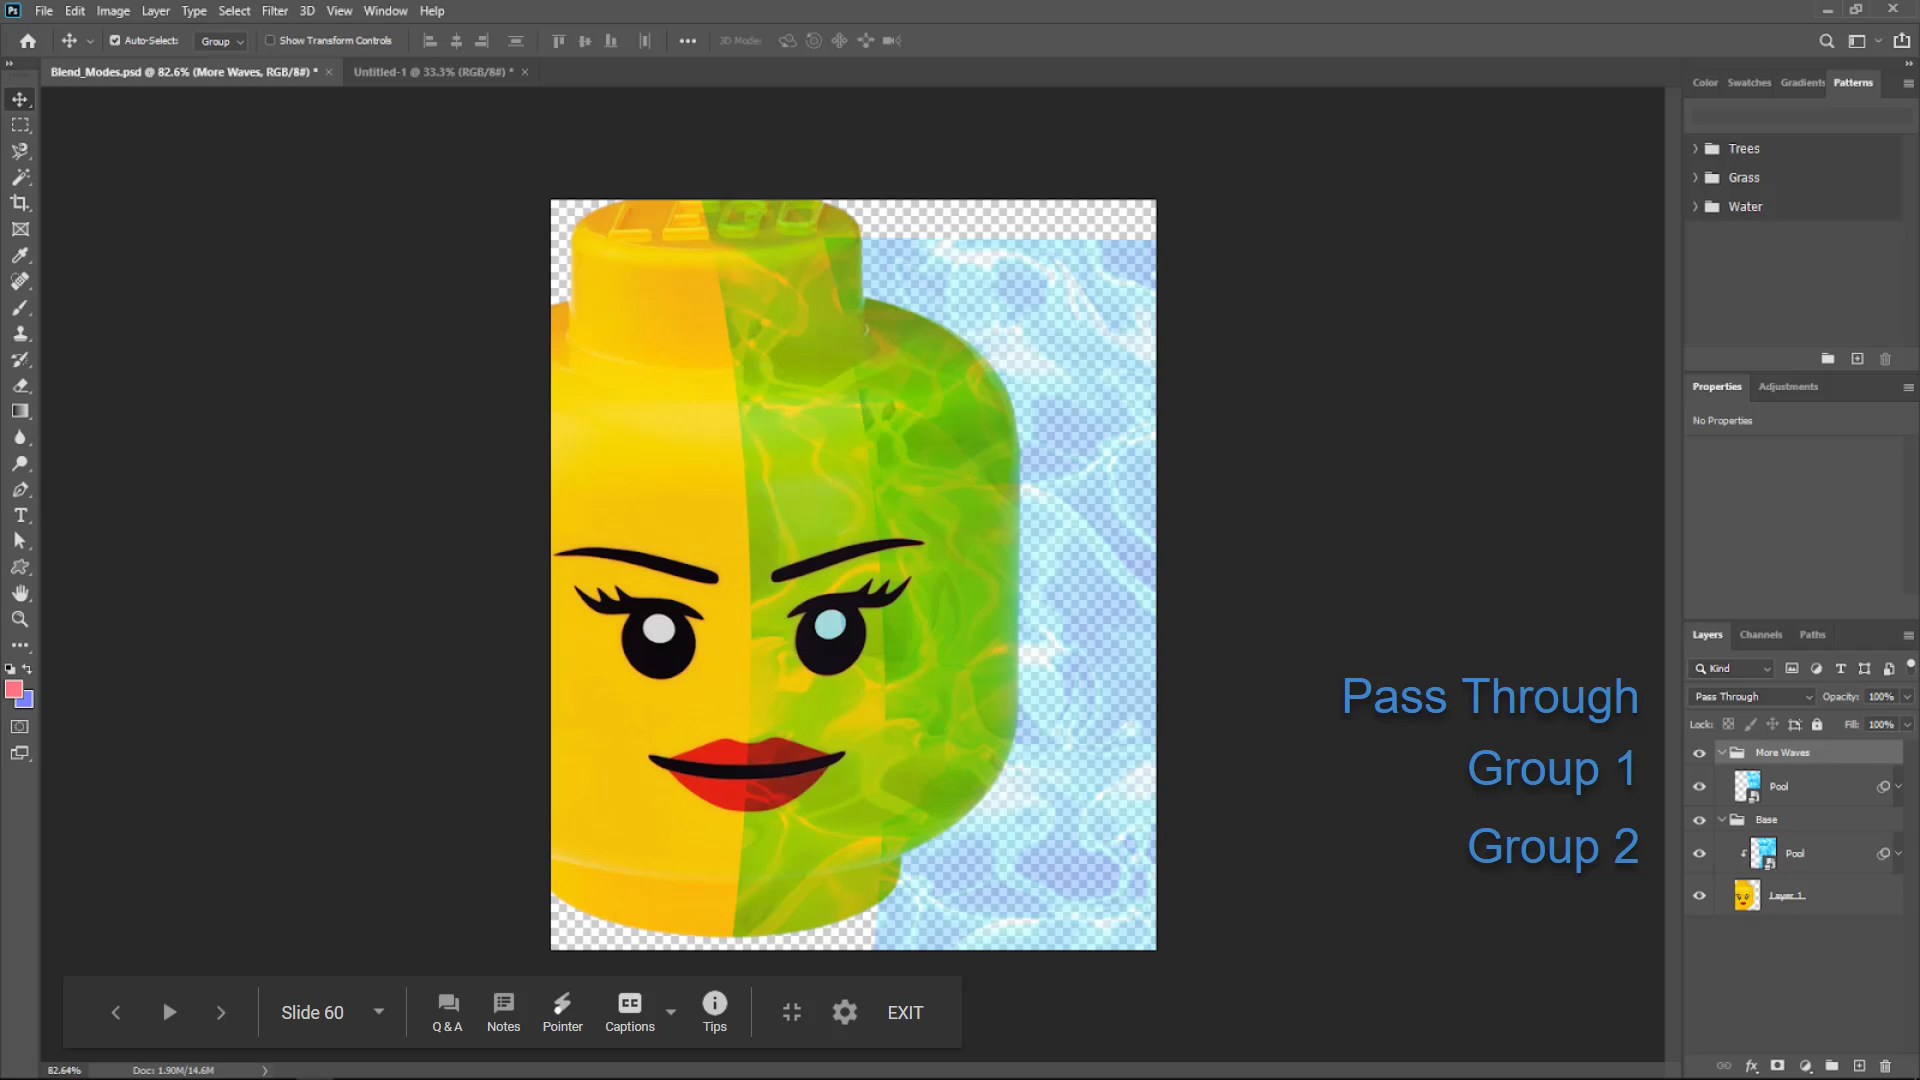 Ps File Edit Image Layer Type Select Filter 3D View Window Help
Auto-Select: Group Show Transform Controls 3D Mode:
Blend_Modes.psd @ 82.6% (More Waves, RGB/8#) * × Untitled-1 @ 33.3% (RGB/8#) * ×
Color Swatches Gradients Patterns
Trees
Grass
Water
Properties Adjustments
No Properties
Layers Channels Paths
Kind
Pass Through Opacity: 100%
Lock: Fill: 100%
More Waves
Pool
Base
Pool
Layer 1
Pass Through
Group 1
Group 2
Slide 60 Q & A Notes Pointer CC Captions Tips EXIT
82.64% Doc: 1.90M/14.6M